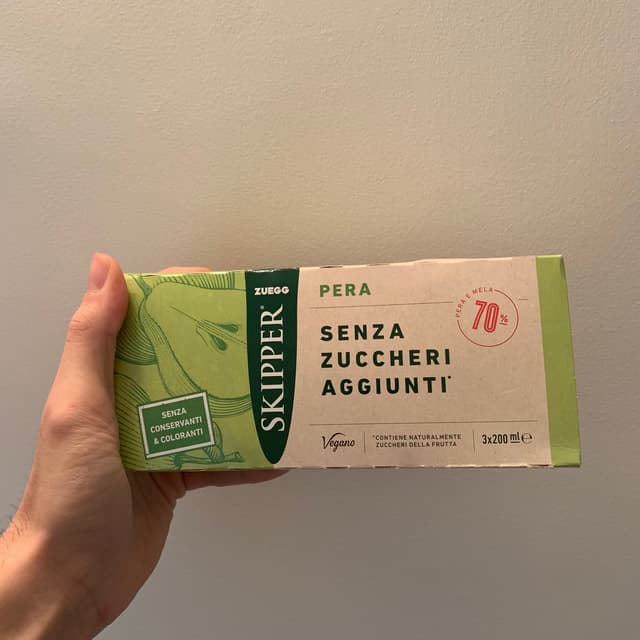 ZUEGG
SKIPPER®
PERA
SENZA
ZUCCHERI
AGGIUNTI*
PERA E MELA
70%
SENZA
CONSERVANTI
& COLORANTI
Vegano
*CONTIENE NATURALMENTE
ZUCCHERI DELLA FRUTTA
3x200 ml ℮